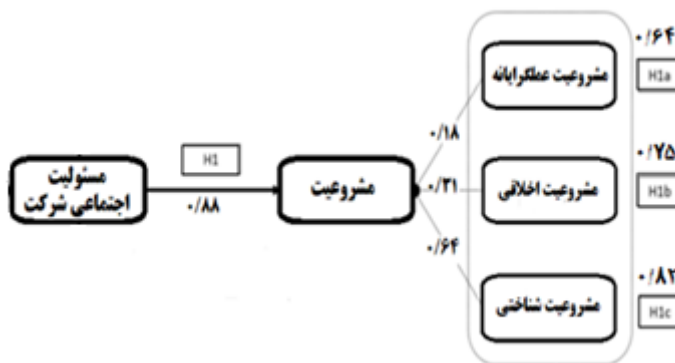 مسئولیت
اجتماعی شرکت
H1
۰/۸۸
مشروعیت
۰/۱۸
۰/۳۱
۰/۶۴
مشروعیت عملگرایانه
مشروعیت اخلاقی
مشروعیت شناختی
۰/۶۴
H1a
۰/۷۵
H1b
۰/۸۲
H1c